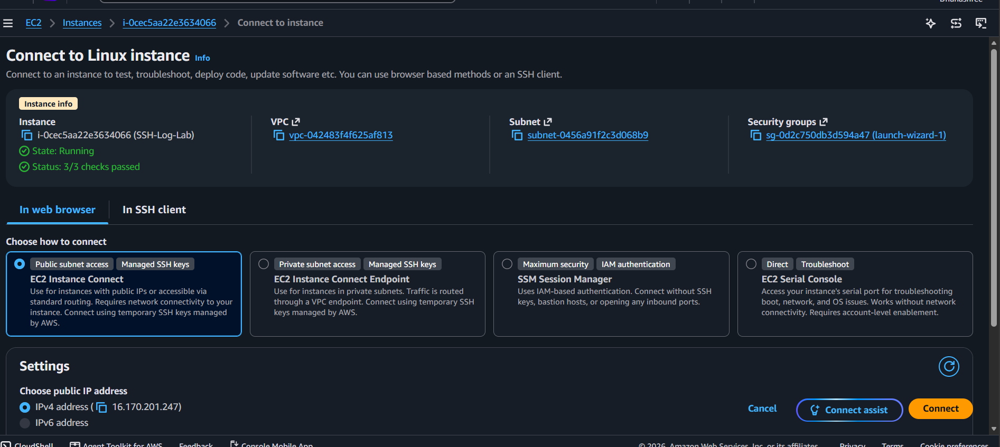 EC2 Instances i-0cec5aa22e3634066 Connect to instance
Connect to Linux instance Info
Connect to an instance to test, troubleshoot, deploy code, update software etc. You can use browser based methods or an SSH client.
Instance info
Instance
i-0cec5aa22e3634066 (SSH-Log-Lab)
State: Running
Status: 3/3 checks passed
VPC
vpc-042483f4f625af813
Subnet
subnet-0456a91f2c3d068b9
Security groups
sg-0d2c750db3d594a47 (launch-wizard-1)
In web browser In SSH client
Choose how to connect
Public subnet access Managed SSH keys
EC2 Instance Connect
Use for instances with public IPs or accessible via
standard routing. Requires network connectivity to your
instance. Connect using temporary SSH keys managed
by AWS.
Private subnet access Managed SSH keys
EC2 Instance Connect Endpoint
Use for instances in private subnets. Traffic is routed
through a VPC endpoint. Connect using temporary SSH
keys managed by AWS.
Maximum security IAM authentication
SSM Session Manager
Uses IAM-based authentication. Connect without SSH
keys, bastion hosts, or opening any inbound ports.
Direct Troubleshoot
EC2 Serial Console
Access your instance's serial port for troubleshooting
boot, network, and OS issues. Works without network
connectivity. Requires account-level enablement.
Settings
Choose public IP address
IPv4 address ( 16.170.201.247)
IPv6 address
Cancel Connect assist Connect
CloudShell Agent Toolkit for AWS Feedback Console Mobile App © 2026, Amazon Web Services, Inc. or its affiliates. Privacy Terms Cookie preferences